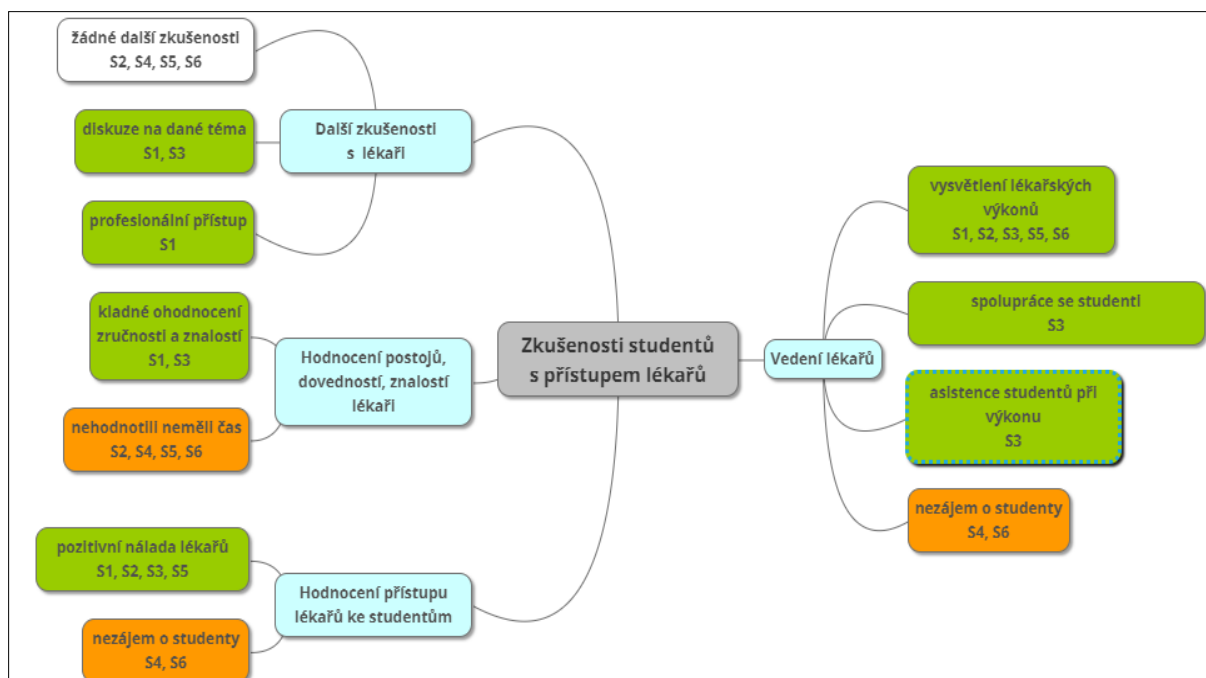 žádné další zkušenosti
S2, S4, S5, S6
diskuze na dané téma
S1, S3
profesionální přístup
S1
Další zkušenosti
s lékaři
kladné ohodnocení
zručnosti a znalostí
S1, S3
nehodnotili neměli čas
S2, S4, S5, S6
Hodnocení postojů,
dovedností, znalostí
lékaři
pozitivní nálada lékařů
S1, S2, S3, S5
nezájem o studenty
S4, S6
Hodnocení přístupu
lékařů ke studentům
Zkušenosti studentů
s přístupem lékařů
Vedení lékařů
vysvětlení lékařských
výkonů
S1, S2, S3, S5, S6
spolupráce se studenti
S3
asistence studentů při
výkonu
S3
nezájem o studenty
S4, S6